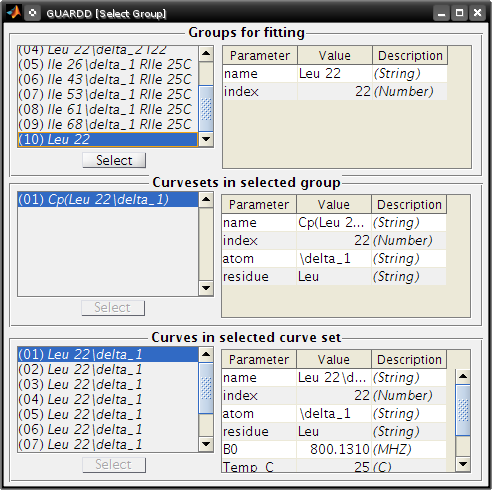 GUARDD [Select Group]
Groups for fitting
(04) Leu 22\delta_2 T22
(05) Ile 26\delta_1 RIle 25C
(06) Ile 43\delta_1 RIle 25C
(07) Ile 53\delta_1 RIle 25C
(08) Ile 61\delta_1 RIle 25C
(09) Ile 68\delta_1 RIle 25C
(10) Leu 22
Select
Parameter Value Description
name Leu 22 (String)
index 22 (Number)
Curvesets in selected group
(01) Cp(Leu 22\delta_1)
Select
Parameter Value Description
name Cp(Leu 2... (String)
index 22 (Number)
atom \delta_1 (String)
residue Leu (String)
Curves in selected curve set
(01) Leu 22\delta_1
(02) Leu 22\delta_1
(03) Leu 22\delta_1
(04) Leu 22\delta_1
(05) Leu 22\delta_1
(06) Leu 22\delta_1
(07) Leu 22\delta_1
Select
Parameter Value Description
name Leu 22\d... (String)
index 22 (Number)
atom \delta_1 (String)
residue Leu (String)
B0 800.1310 (MHZ)
Temp_C 25 (C)